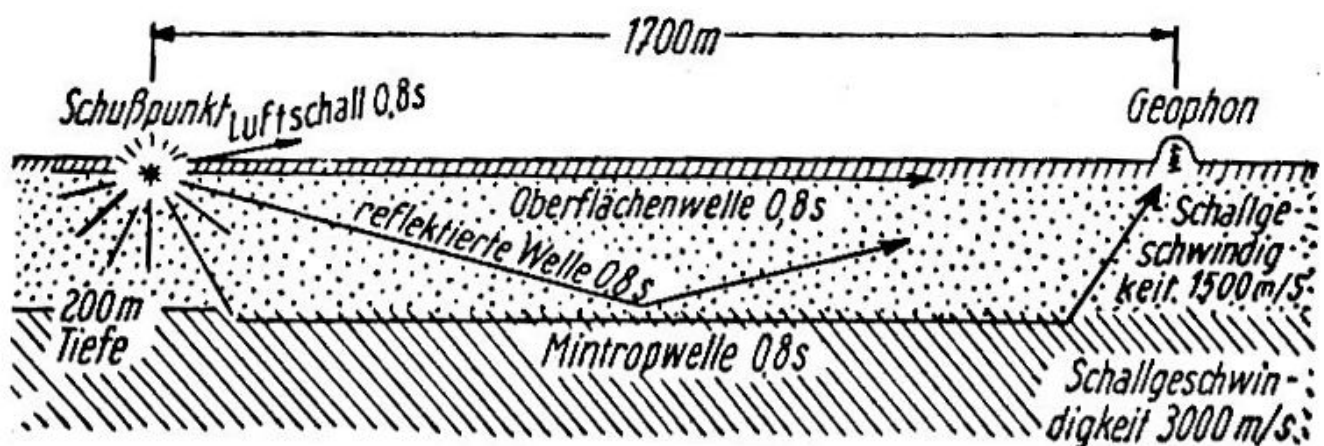 1700m
Schußpunkt
Luftschall 0,8s
Geophon
Oberflächenwelle 0,8s
reflektierte Welle 0,8s
Schallge-
schwindig
keit 1500m/S
200m
Tiefe
Mintropwelle 0,8s
Schallgeschwin-
digkeit 3000 m/s